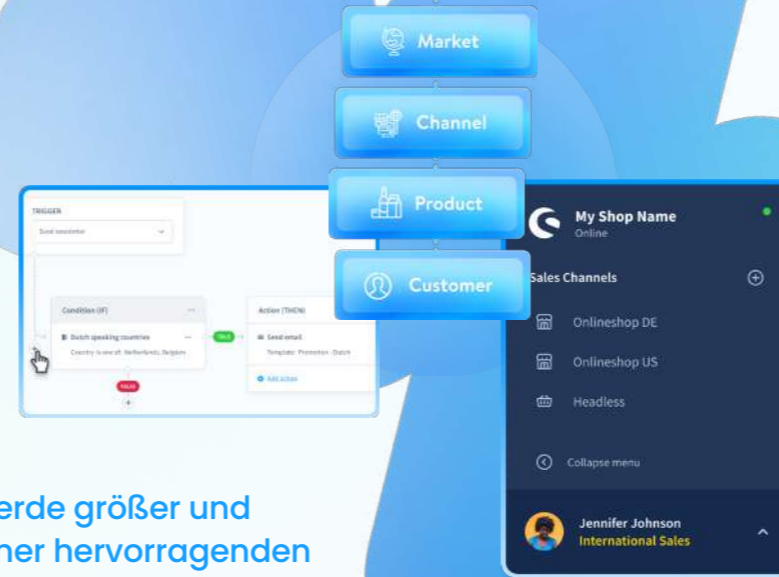 Market
Channel
Product
Customer
TRIGGER
Send newsletter
Condition (IF)
Dutch speaking countries
Country is one of: Netherlands, Belgium
TRUE
FALSE
Action (THEN)
Send email
Template: Promotion - Dutch
Add action
My Shop Name
Online
Sales Channels
Onlineshop DE
Onlineshop US
Headless
Collapse menu
Jennifer Johnson
International Sales
erde größer und
ner hervorragenden